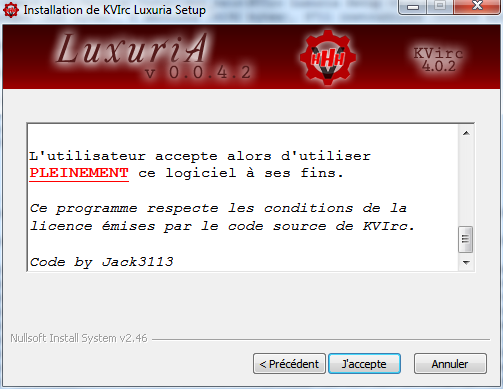 Installation de KVIrc Luxuria Setup
LuxuriA
v 0.0.4.2
HHH
KVirc
4.0.2
L'utilisateur accepte alors d'utiliser
PLEINEMENT ce logiciel à ses fins.
Ce programme respecte les conditions de la
licence émises par le code source de KVIrc.
Code by Jack3113
Nullsoft Install System v2.46
< Précédent
J'accepte
Annuler